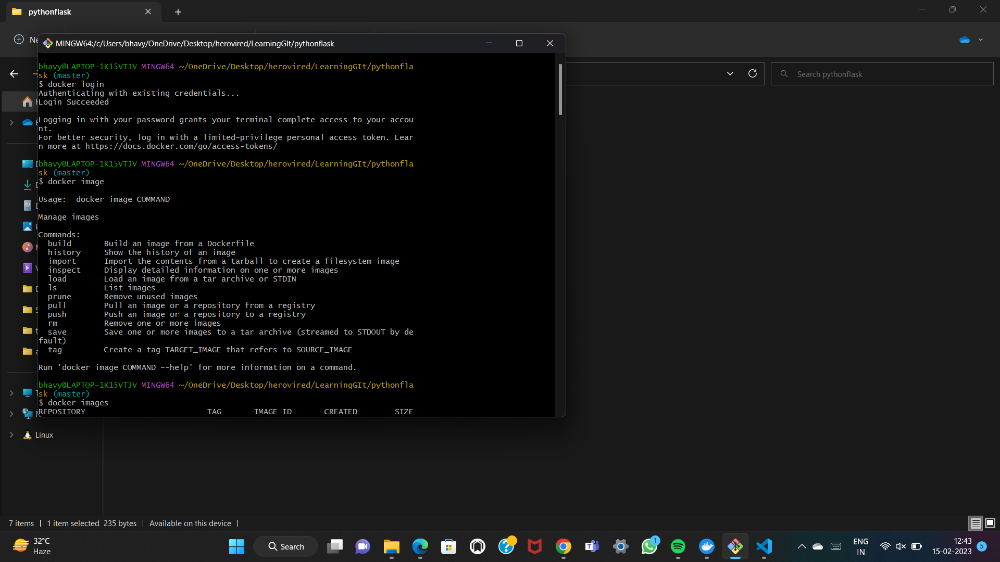 pythonflask
Ne
MINGW64:/c/Users/bhavy/OneDrive/Desktop/herovired/LearningGIt/pythonflask
Search pythonflask
bhavy@LAPTOP-1K15VTJV MINGW64 ~/OneDrive/Desktop/herovired/LearningGIt/pythonfla
sk (master)
$ docker login
Authenticating with existing credentials...
Login Succeeded
Logging in with your password grants your terminal complete access to your accou
nt.
For better security, log in with a limited-privilege personal access token. Lear
n more at https://docs.docker.com/go/access-tokens/
bhavy@LAPTOP-1K15VTJV MINGW64 ~/OneDrive/Desktop/herovired/LearningGIt/pythonfla
sk (master)
$ docker image
Usage:  docker image COMMAND
Manage images
Commands:
build       Build an image from a Dockerfile
history     Show the history of an image
import      Import the contents from a tarball to create a filesystem image
inspect     Display detailed information on one or more images
load        Load an image from a tar archive or STDIN
ls          List images
prune       Remove unused images
pull        Pull an image or a repository from a registry
push        Push an image or a repository to a registry
rm          Remove one or more images
save        Save one or more images to a tar archive (streamed to STDOUT by de
fault)
tag         Create a tag TARGET_IMAGE that refers to SOURCE_IMAGE
Run 'docker image COMMAND --help' for more information on a command.
bhavy@LAPTOP-1K15VTJV MINGW64 ~/OneDrive/Desktop/herovired/LearningGIt/pythonfla
sk (master)
$ docker images
REPOSITORY                          TAG       IMAGE ID       CREATED        SIZE
Linux
7 items | 1 item selected 235 bytes | Available on this device |
32°C
Haze
Search
1
ENG
IN
12:43
15-02-2023
5